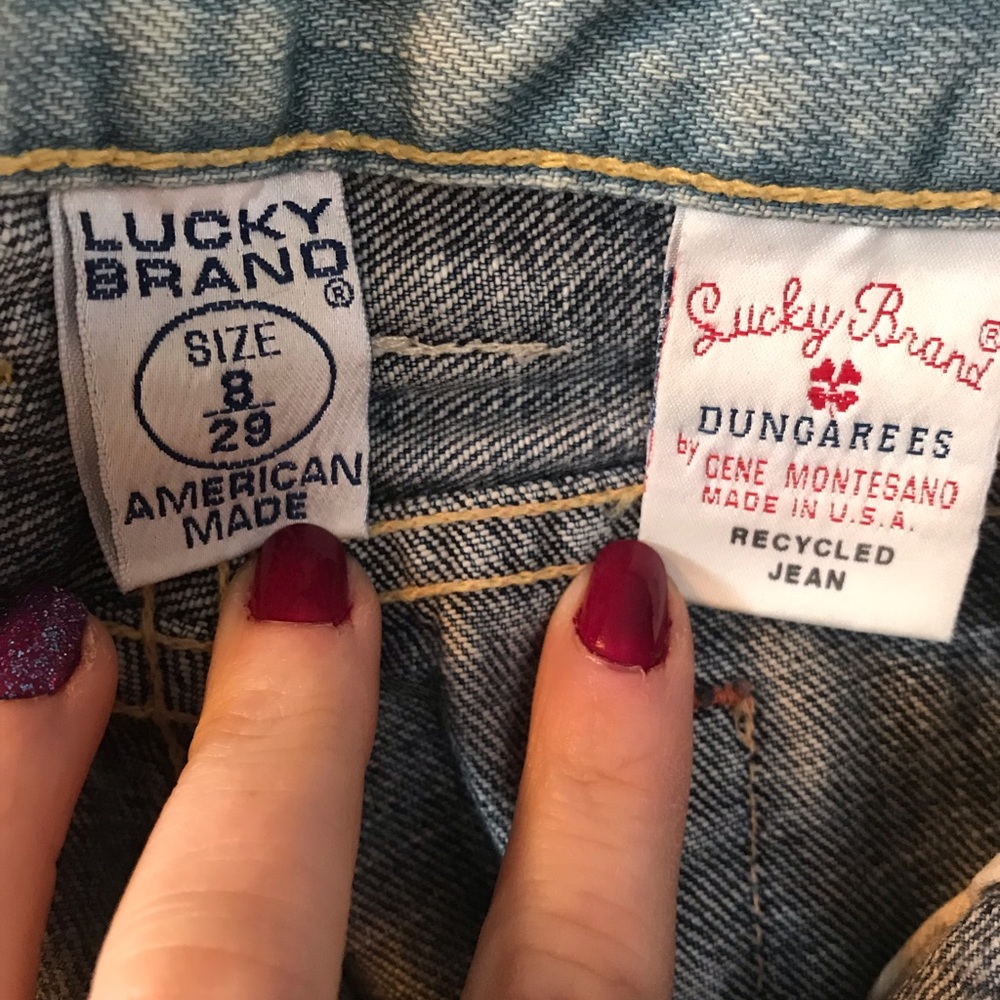 LUCKY
BRAND®
SIZE
8
29
AMERICAN
MADE
Lucky Brand®
DUNGAREES
by GENE MONTESANO
MADE IN U.S.A.
RECYCLED
JEAN